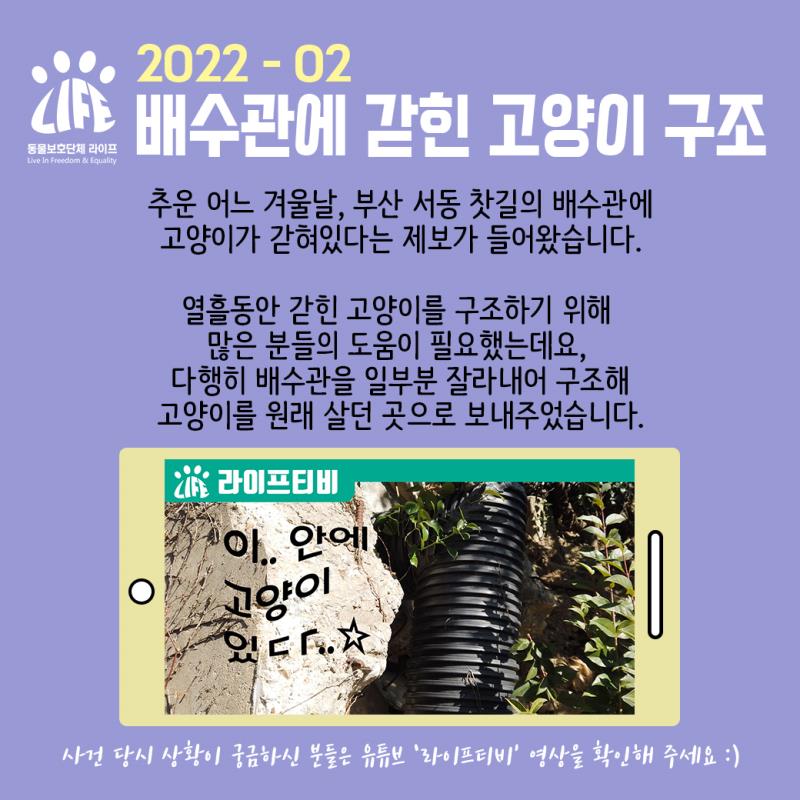 2022 - 02
LIFE
동물보호단체 라이프
Live In Freedom & Equality
배수관에 갇힌 고양이 구조
추운 어느 겨울날, 부산 서동 찻길의 배수관에
고양이가 갇혀있다는 제보가 들어왔습니다.
열흘동안 갇힌 고양이를 구조하기 위해
많은 분들의 도움이 필요했는데요,
다행히 배수관을 일부분 잘라내어 구조해
고양이를 원래 살던 곳으로 보내주었습니다.
LIFE 라이프티비
이.. 안에
고양이
있다..☆
사건 당시 상황이 궁금하신 분들은 유튜브 '라이프티비' 영상을 확인해 주세요 :)